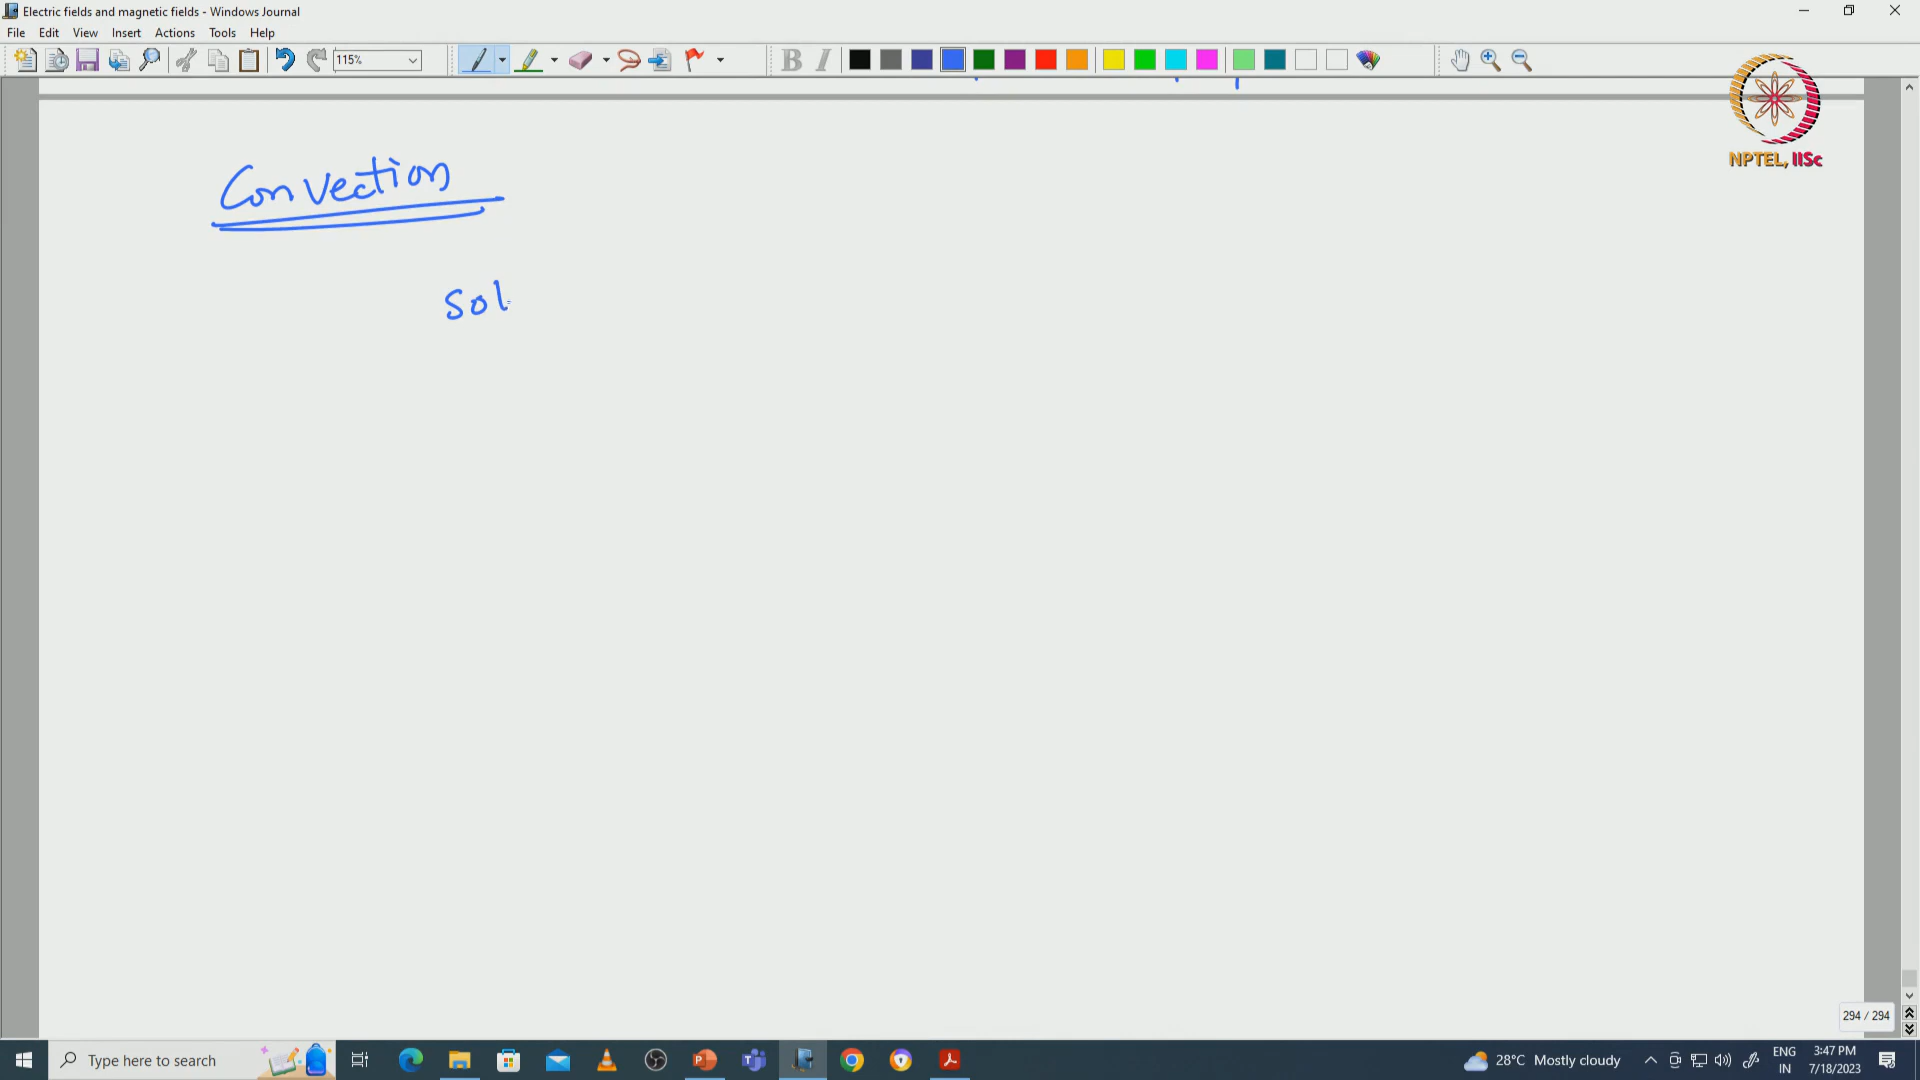 Electric fields and magnetic fields - Windows Journal
File Edit View Insert Actions Tools Help
115%
B I
NPTEL, IISc
Convection
Sol
294 / 294
Type here to search
28°C Mostly cloudy
ENG
IN
3:47 PM
7/18/2023